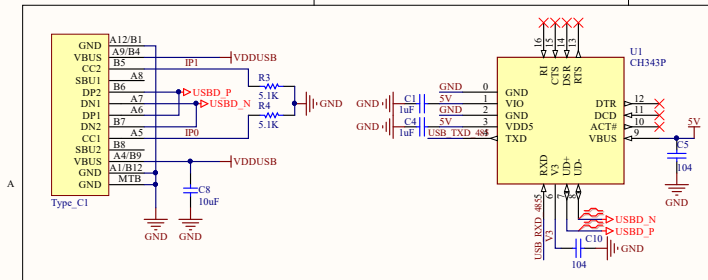 A
GND
VBUS
CC2
SBU1
DP2
DN1
DP1
DN2
CC1
SBU2
VBUS
GND
GND
Type_C1
A12/B1
A9/B4
B5
A8
B6
A7
A6
B7
A5
B8
A4/B9
A1/B12
MTB
IP1
IP0
VDDUSB
USBD_P
USBD_N
VDDUSB
R3
5.1K
R4
5.1K
GND
C8
10uF
GND
GND
GND
GND
C1
1uF
C4
1uF
GND
5V
GND
5V
USB_TXD_485
0
1
2
3
4
16
15
14
13
RI
CTS
DSR
RTS
U1
CH343P
GND
VIO
GND
VDD5
TXD
DTR
DCD
ACT#
VBUS
12
11
10
9
5V
C5
104
GND
RXD
V3
UD+
UD-
5
6
7
8
USB_RXD_485
V3
USBD_N
USBD_P
C10
104
GND